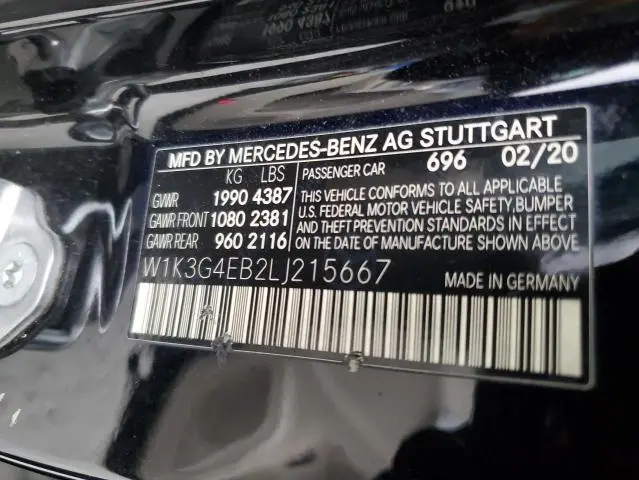 MFD BY MERCEDES-BENZ AG STUTTGART
KG LBS PASSENGER CAR 696 02/20
GVWR 1990 4387
GAWR FRONT 1080 2381
GAWR REAR 960 2116
THIS VEHICLE CONFORMS TO ALL APPLICABLE
U.S. FEDERAL MOTOR VEHICLE SAFETY, BUMPER
AND THEFT PREVENTION STANDARDS IN EFFECT
ON THE DATE OF MANUFACTURE SHOWN ABOVE.
W1K3G4EB2LJ215667 MADE IN GERMANY